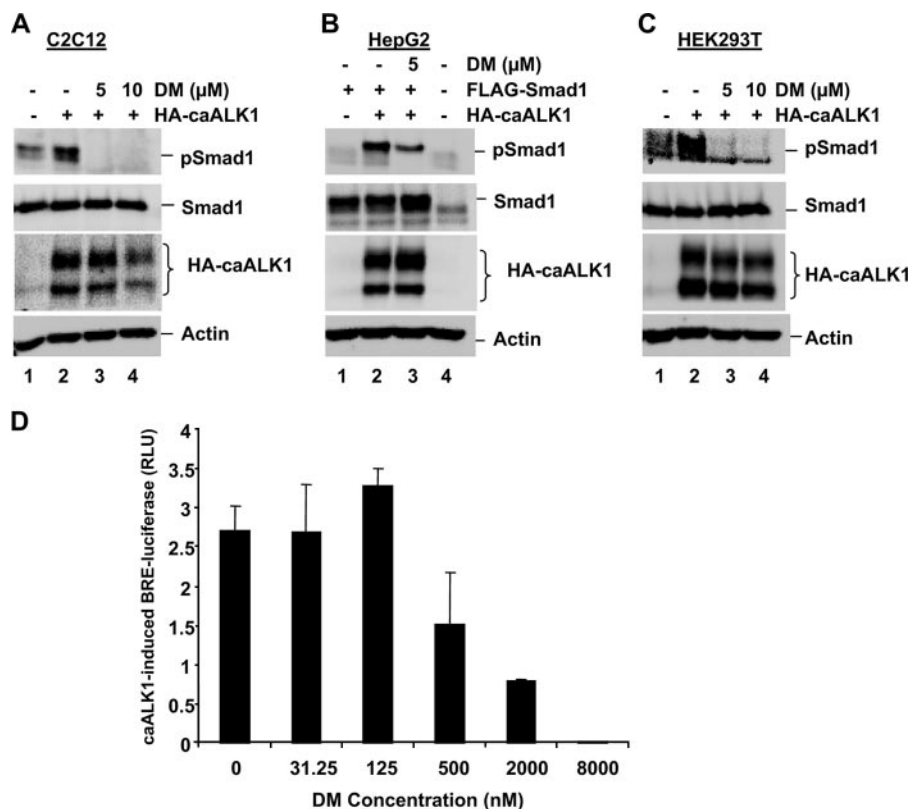 A
C2C12
- - 5 10 DM (µM)
- + + + HA-caALK1
pSmad1
Smad1
HA-caALK1
Actin
1 2 3 4
B
HepG2
- - 5 - DM (µM)
+ + + - FLAG-Smad1
- + + - HA-caALK1
pSmad1
Smad1
HA-caALK1
Actin
1 2 3 4
C
HEK293T
- - 5 10 DM (µM)
- + + + HA-caALK1
pSmad1
Smad1
HA-caALK1
Actin
1 2 3 4
D
caALK1-induced BRE-luciferase (RLU)
4
3.5
3
2.5
2
1.5
1
0.5
0
0 31.25 125 500 2000 8000
DM Concentration (nM)